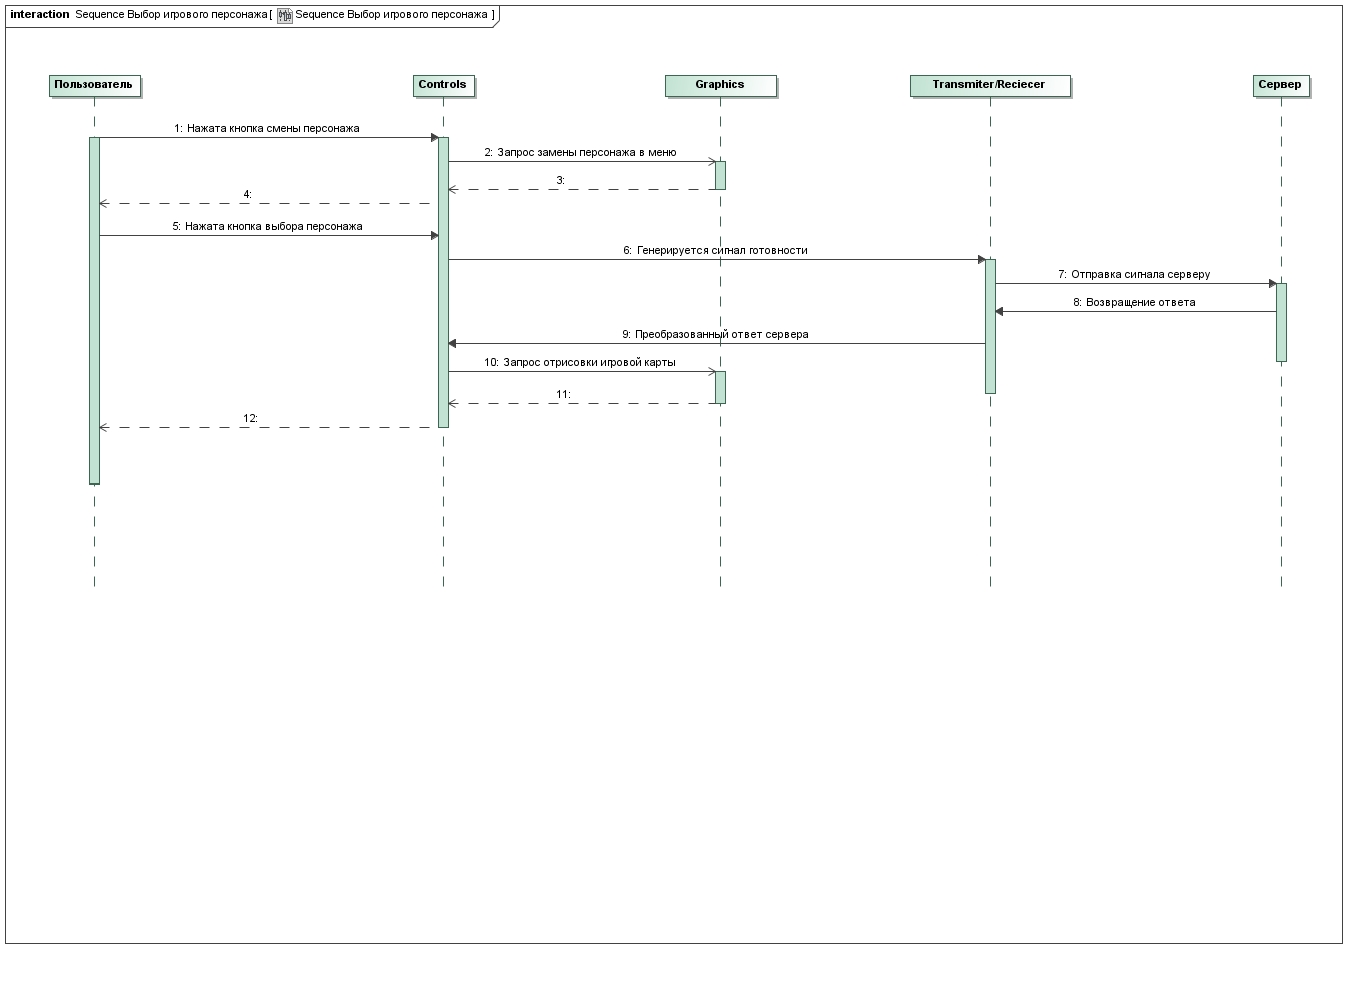 interaction Sequence Выбор игрового персонажа[ Sequence Выбор игрового персонажа ]
Пользователь
Controls
Graphics
Transmiter/Reciecer
Сервер
1: Нажата кнопка смены персонажа
2: Запрос замены персонажа в меню
3:
4:
5: Нажата кнопка выбора персонажа
6: Генерируется сигнал готовности
7: Отправка сигнала серверу
8: Возвращение ответа
9: Преобразованный ответ сервера
10: Запрос отрисовки игровой карты
11:
12: